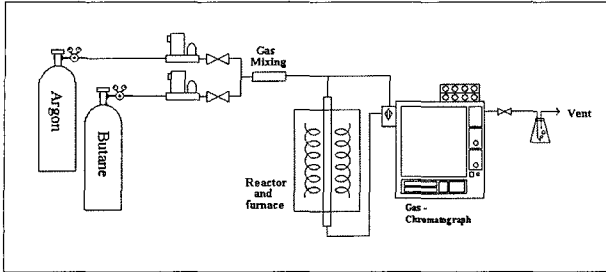 Argon
Butane
Gas
Mixing
Reactor
and
furnace
Gas -
Chromatograph
Vent